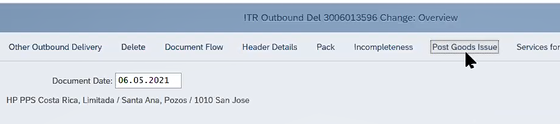 !TR Outbound Del 3006013596 Change: Overview
Other Outbound Delivery Delete Document Flow Header Details Pack Incompleteness Post Goods Issue Services for
Document Date: 06.05.2021
HP PPS Costa Rica, Limitada / Santa Ana, Pozos / 1010 San Jose